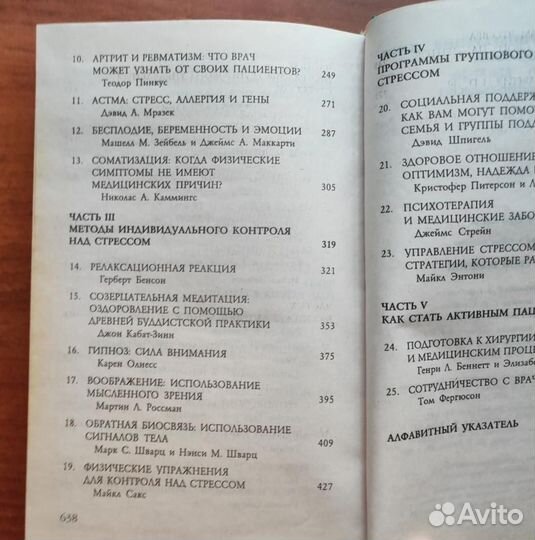 10. АРТРИТ И РЕВМАТИЗМ: ЧТО ВРАЧ
МОЖЕТ УЗНАТЬ ОТ СВОИХ ПАЦИЕНТОВ? 249
Теодор Пинкус
11. АСТМА: СТРЕСС, АЛЛЕРГИЯ И ГЕНЫ 271
Дэвид А. Мразек
12. БЕСПЛОДИЕ, БЕРЕМЕННОСТЬ И ЭМОЦИИ 287
Машелл М. Зейбель и Джеймс А. Маккарти
13. СОМАТИЗАЦИЯ: КОГДА ФИЗИЧЕСКИЕ
СИМПТОМЫ НЕ ИМЕЮТ
МЕДИЦИНСКИХ ПРИЧИН? 305
Николас А. Каммингс
ЧАСТЬ III
МЕТОДЫ ИНДИВИДУАЛЬНОГО КОНТРОЛЯ
НАД СТРЕССОМ 319
14. РЕЛАКСАЦИОННАЯ РЕАКЦИЯ 321
Герберт Бенсон
15. СОЗЕРЦАТЕЛЬНАЯ МЕДИТАЦИЯ:
ОЗДОРОВЛЕНИЕ С ПОМОЩЬЮ
ДРЕВНЕЙ БУДДИСТСКОЙ ПРАКТИКИ 353
Джон Кабат-Зинн
16. ГИПНОЗ: СИЛА ВНИМАНИЯ 375
Карен Олнесс
17. ВООБРАЖЕНИЕ: ИСПОЛЬЗОВАНИЕ
МЫСЛЕННОГО ЗРЕНИЯ 395
Мартин Л. Россман
18. ОБРАТНАЯ БИОСВЯЗЬ: ИСПОЛЬЗОВАНИЕ
СИГНАЛОВ ТЕЛА 409
Марк С. Шварц и Нэнси М. Шварц
19. ФИЗИЧЕСКИЕ УПРАЖНЕНИЯ
ДЛЯ КОНТРОЛЯ НАД СТРЕССОМ 427
Майкл Сакс
638
ЧАСТЬ IV
ПРОГРАММЫ ГРУППОВОГО
СТРЕССОМ
20. СОЦИАЛЬНАЯ ПОДДЕРЖ
КАК ВАМ МОГУТ ПОМО
СЕМЬЯ И ГРУППЫ ПОДД
Дэвид Шпигель
21. ЗДОРОВОЕ ОТНОШЕНИ
ОПТИМИЗМ, НАДЕЖДА
Кристофер Питерсон и
22. ПСИХОТЕРАПИЯ
И МЕДИЦИНСКИЕ ЗАБО
Джеймс Стрейн
23. УПРАВЛЕНИЕ СТРЕССОМ
СТРАТЕГИИ, КОТОРЫЕ РА
Майкл Энтони
ЧАСТЬ V
КАК СТАТЬ АКТИВНЫМ ПАЦ
24. ПОДГОТОВКА К ХИРУРГИ
И МЕДИЦИНСКИМ ПРОЦЕ
Генри Л. Беннетт и Элизабе
25. СОТРУДНИЧЕСТВО С ВРАЧ
Том Фергюсон
АЛФАВИТНЫЙ УКАЗАТЕЛЬ
Avito